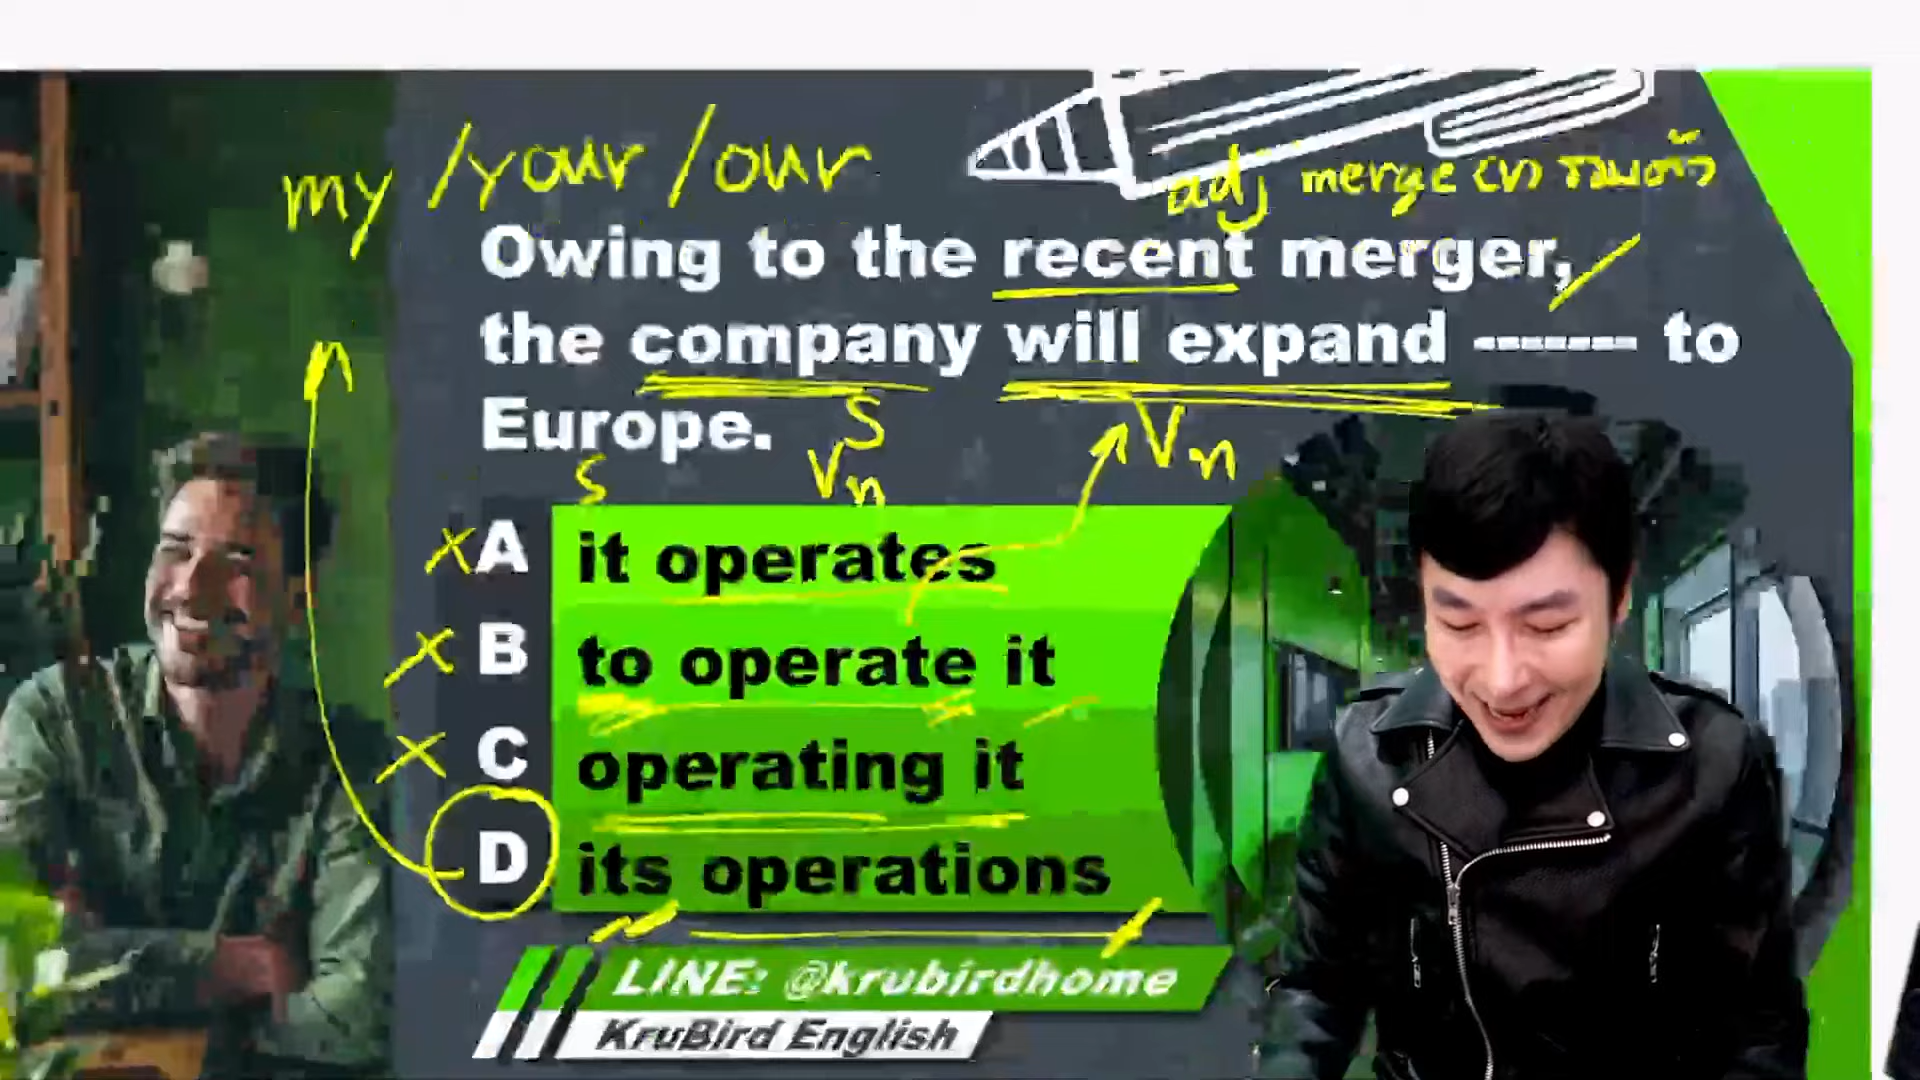 my /your /our
adj merge (v) รวมตัว
Owing to the recent merger,
the company will expand ------- to
Europe.
S
Vn
n
S
Vn
X A it operates
X B to operate it
X C operating it
D its operations
LINE: @krubirdhome
KruBird English